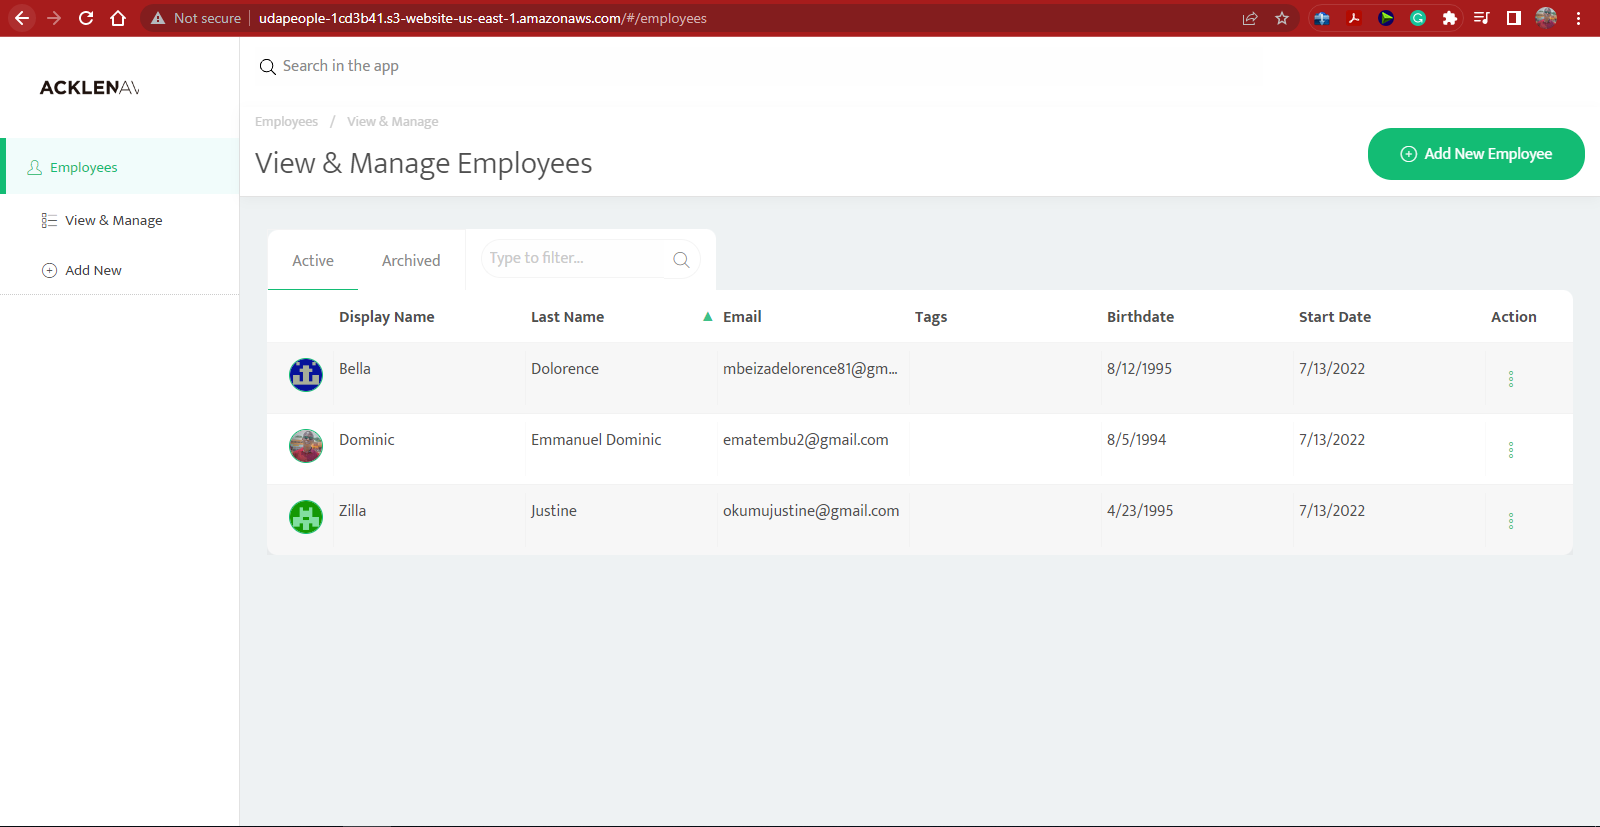 Not secure udapeople-1cd3b41.s3-website-us-east-1.amazonaws.com/#/employees
ACKLENAV
Search in the app
Employees / View & Manage
View & Manage Employees
Add New Employee
Employees
View & Manage
Add New
Active Archived Type to filter...
Display Name Last Name Email Tags Birthdate Start Date Action
Bella Dolorence mbeizadelorence81@gm... 8/12/1995 7/13/2022
Dominic Emmanuel Dominic ematembu2@gmail.com 8/5/1994 7/13/2022
Zilla Justine okumujustine@gmail.com 4/23/1995 7/13/2022